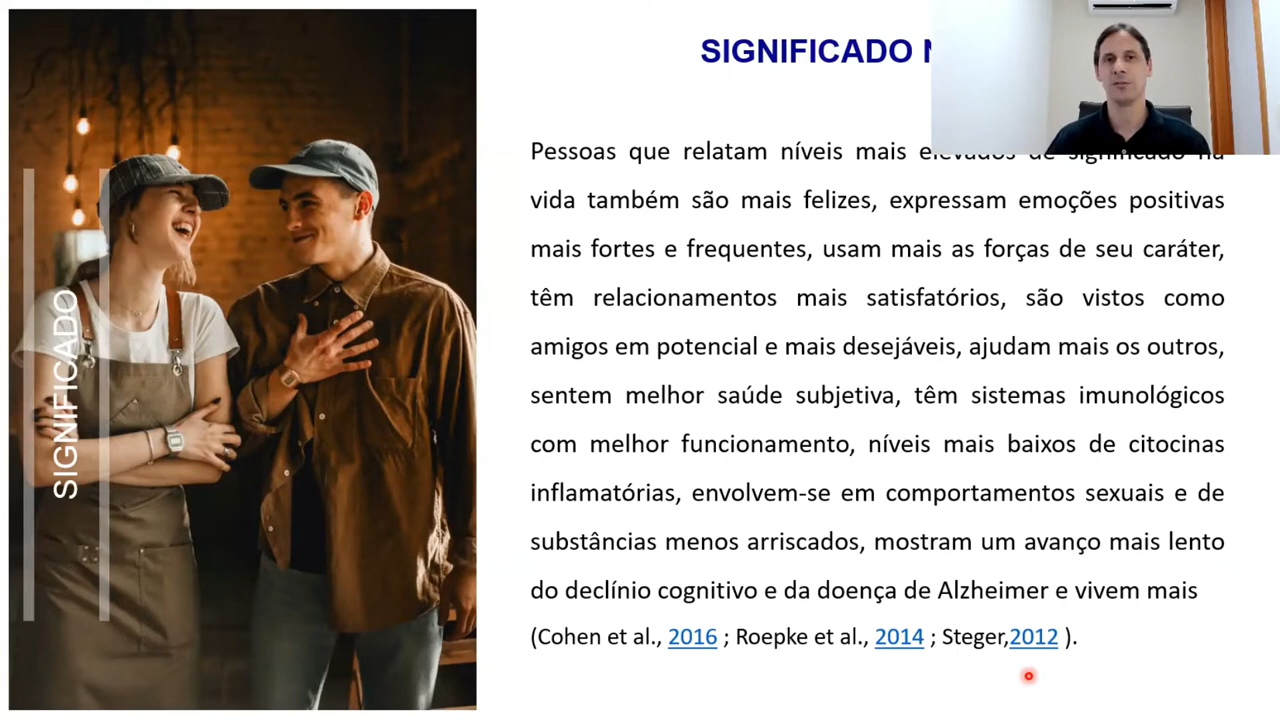 SIGNIFICADO
SIGNIFICADO
Pessoas que relatam níveis mais elevados de significado na
vida também são mais felizes, expressam emoções positivas
mais fortes e frequentes, usam mais as forças de seu caráter,
têm relacionamentos mais satisfatórios, são vistos como
amigos em potencial e mais desejáveis, ajudam mais os outros,
sentem melhor saúde subjetiva, têm sistemas imunológicos
com melhor funcionamento, níveis mais baixos de citocinas
inflamatórias, envolvem-se em comportamentos sexuais e de
substâncias menos arriscados, mostram um avanço mais lento
do declínio cognitivo e da doença de Alzheimer e vivem mais
(Cohen et al., 2016 ; Roepke et al., 2014 ; Steger,2012 ).